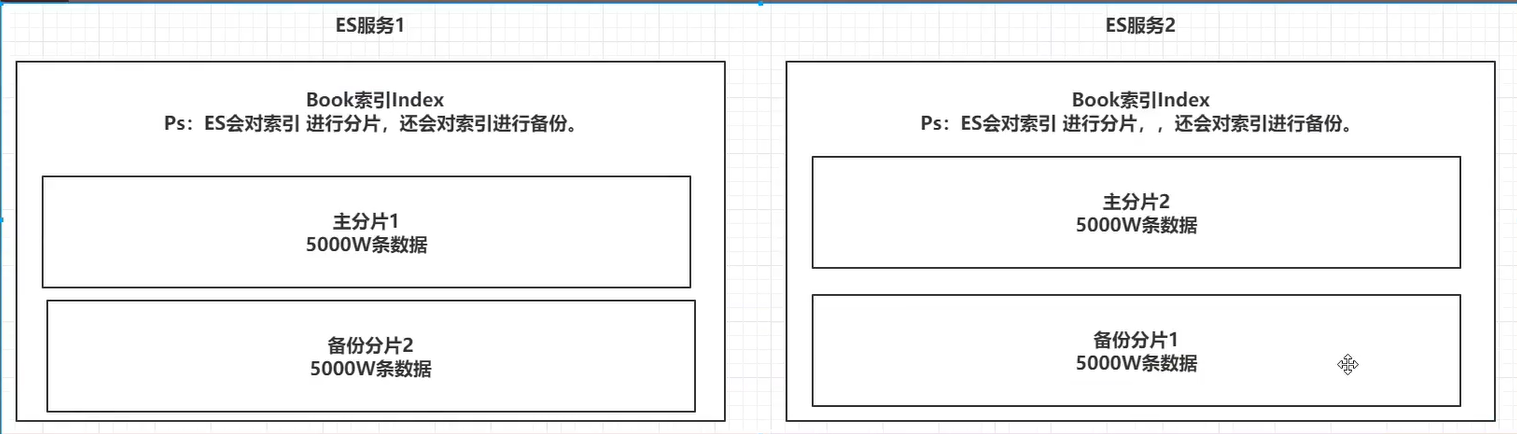 ES服务1
Book索引Index
Ps：ES会对索引 进行分片，还会对索引进行备份。
主分片1
5000W条数据
备份分片2
5000W条数据
ES服务2
Book索引Index
Ps：ES会对索引 进行分片，，还会对索引进行备份。
主分片2
5000W条数据
备份分片1
5000W条数据